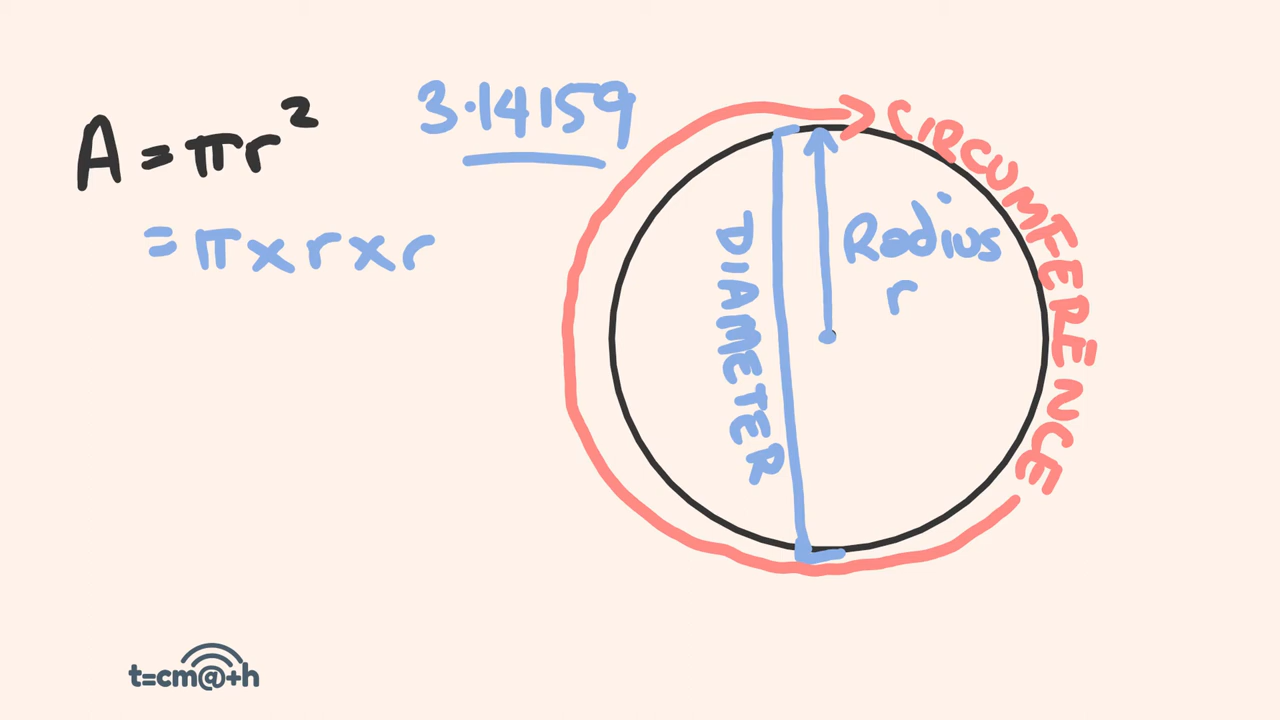 A = πr²
= π x r x r
3.14159
CIRCUMFERENCE
DIAMETER
Radius
r
t=cm@+h